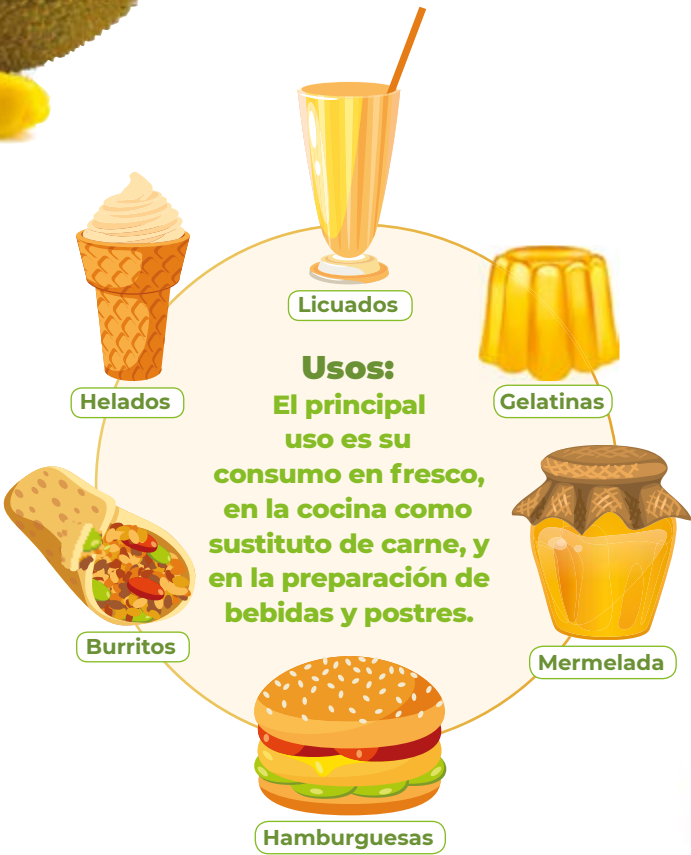 Licuados
Helados
Gelatinas
Usos:
El principal
uso es su
consumo en fresco,
en la cocina como
sustituto de carne, y
en la preparación de
bebidas y postres.
Burritos
Mermelada
Hamburguesas